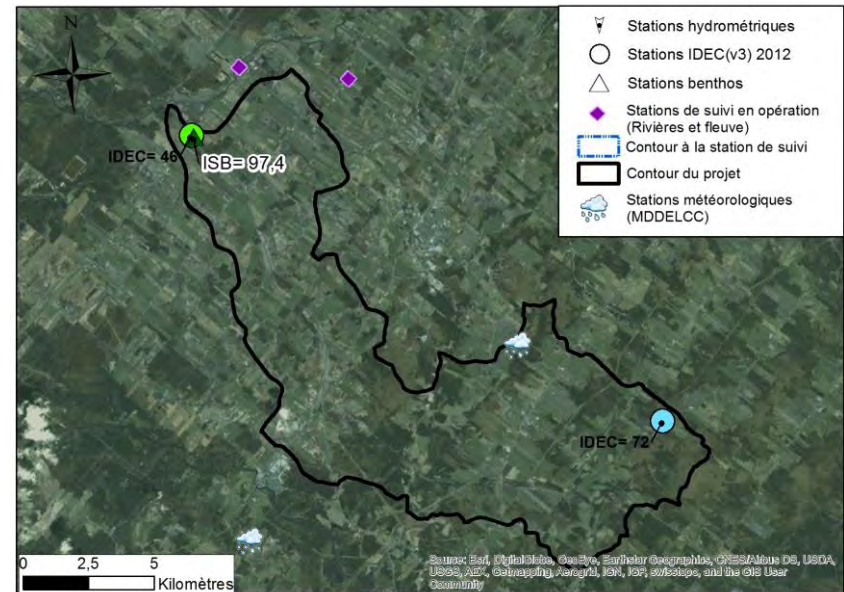 N
Stations hydrométriques
Stations IDEC(v3) 2012
Stations benthos
Stations de suivi en opération
(Rivières et fleuve)
Contour à la station de suivi
Contour du projet
Stations météorologiques
(MDDELCC)
IDEC= 46
ISB= 97,4
IDEC= 72
0 2,5 5
Kilomètres
Source: Esri, DigitalGlobe, GeoEye, Earthstar Geographics, CNES/Airbus DS, USDA,
USGS, AEX, Getmapping, Aerogrid, IGN, IGP, swisstopo, and the GIS User
Community